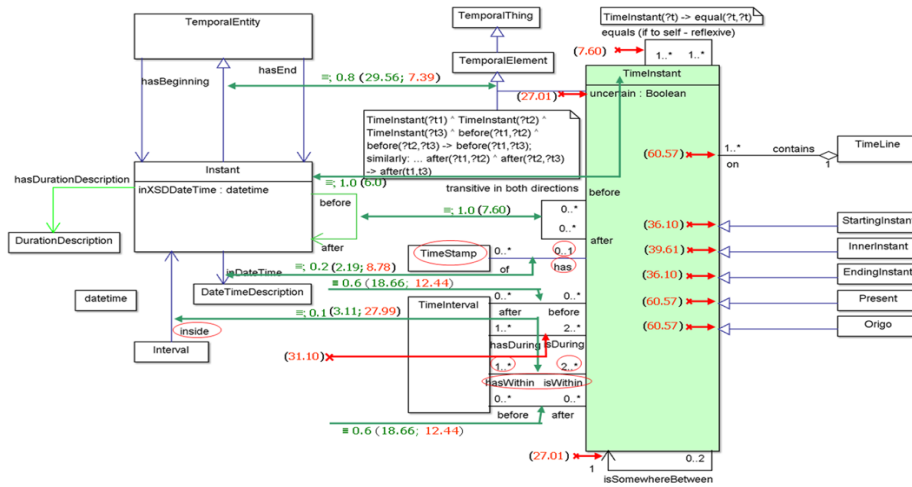 TemporalEntity
TemporalThing
TimeInstant(?t) -> equal(?t,?t)
equals (if to self - reflexive)
(7.60)
1..* 1..*
TemporalElement
hasBeginning
hasEnd
≡; 0.8 (29.56; 7.39)
(27.01)
TimeInstant
uncertain : Boolean
TimeInstant(?t1) ^ TimeInstant(?t2) ^
TimeInstant(?t3) ^ before(?t1,?t2) ^
before(?t2,?t3) -> before(?t1,?t3);
similarly: ... after(?t1,?t2) ^ after(?t2,?t3)
-> after(t1,t3)
(60.57)
1..*
on
contains
1
TimeLine
Instant
hasDurationDescription
inXSDDateTime : datetime
≡; 1.0 (6.0)
transitive in both directions
before
before
0..*
≡; 1.0 (7.60)
0..*
after
after
DurationDescription
(36.10)
StartingInstant
TimeStamp
0..*
of
0..1
has
(39.61)
InnerInstant
isDateTime
≡; 0.2 (2.19; 8.78)
(36.10)
EndingInstant
DateTimeDescription
≡ 0.6 (18.66; 12.44)
datetime
TimeInterval
0..* 0..*
after before
(60.57)
Present
≡; 0.1 (3.11; 27.99)
1..* 2..*
(60.57)
Origo
inside
hasDuring isDuring
Interval
(31.10)
1..* 2..*
hasWithin isWithin
0..* 0..*
before after
≡ 0.6 (18.66; 12.44)
(27.01)
1
0..2
isSomewhereBetween